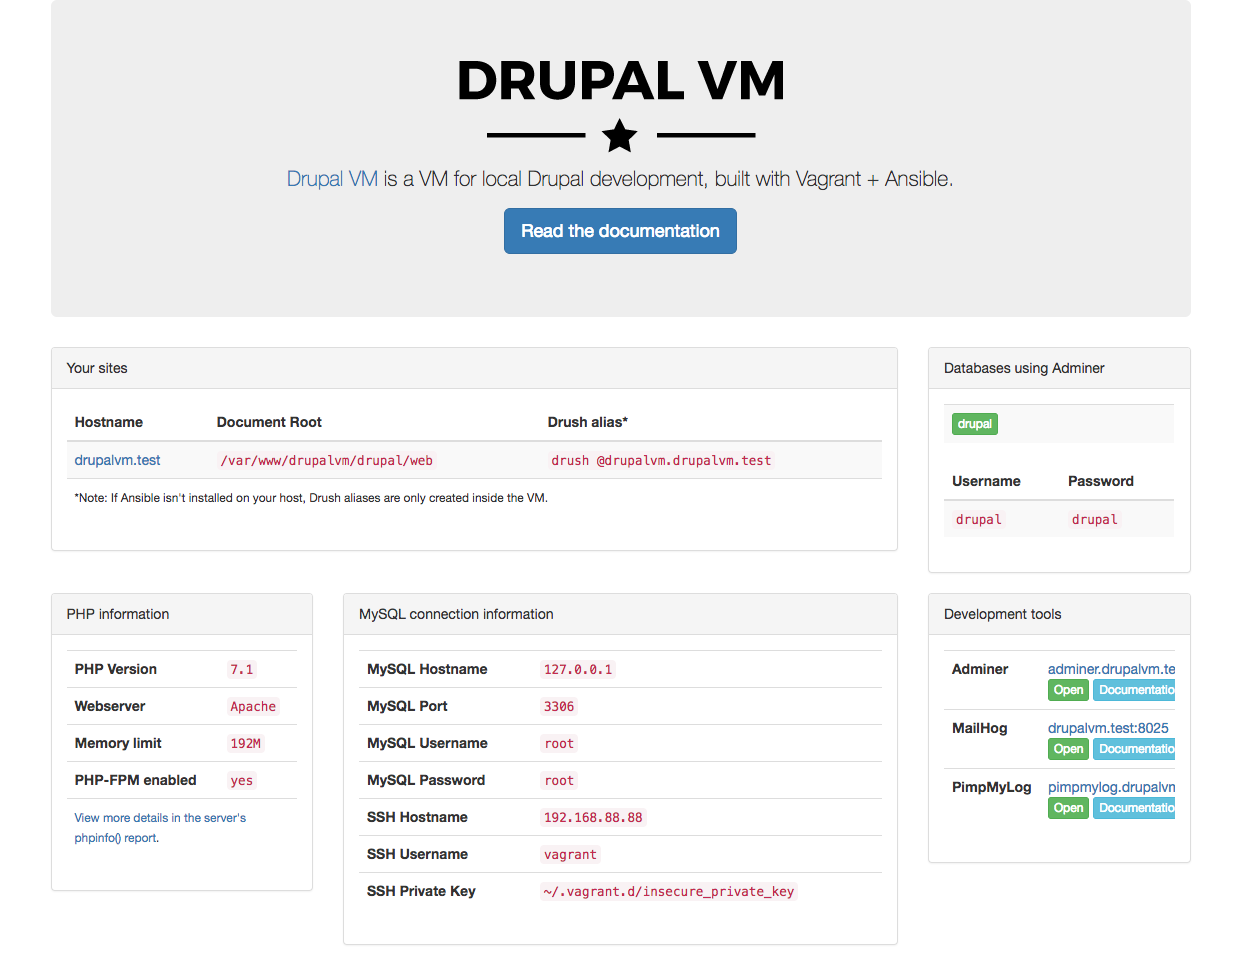 DRUPAL VM
Drupal VM is a VM for local Drupal development, built with Vagrant + Ansible.
Read the documentation
Your sites
Hostname Document Root Drush alias*
drupalvm.test /var/www/drupalvm/drupal/web drush @drupalvm.drupalvm.test
*Note: If Ansible isn't installed on your host, Drush aliases are only created inside the VM.
Databases using Adminer
drupal
Username Password
drupal drupal
PHP information
PHP Version 7.1
Webserver Apache
Memory limit 192M
PHP-FPM enabled yes
View more details in the server's
phpinfo() report.
MySQL connection information
MySQL Hostname 127.0.0.1
MySQL Port 3306
MySQL Username root
MySQL Password root
SSH Hostname 192.168.88.88
SSH Username vagrant
SSH Private Key ~/.vagrant.d/insecure_private_key
Development tools
Adminer adminer.drupalvm.te
Open Documentatio
MailHog drupalvm.test:8025
Open Documentatio
PimpMyLog pimpmylog.drupalvm
Open Documentatio